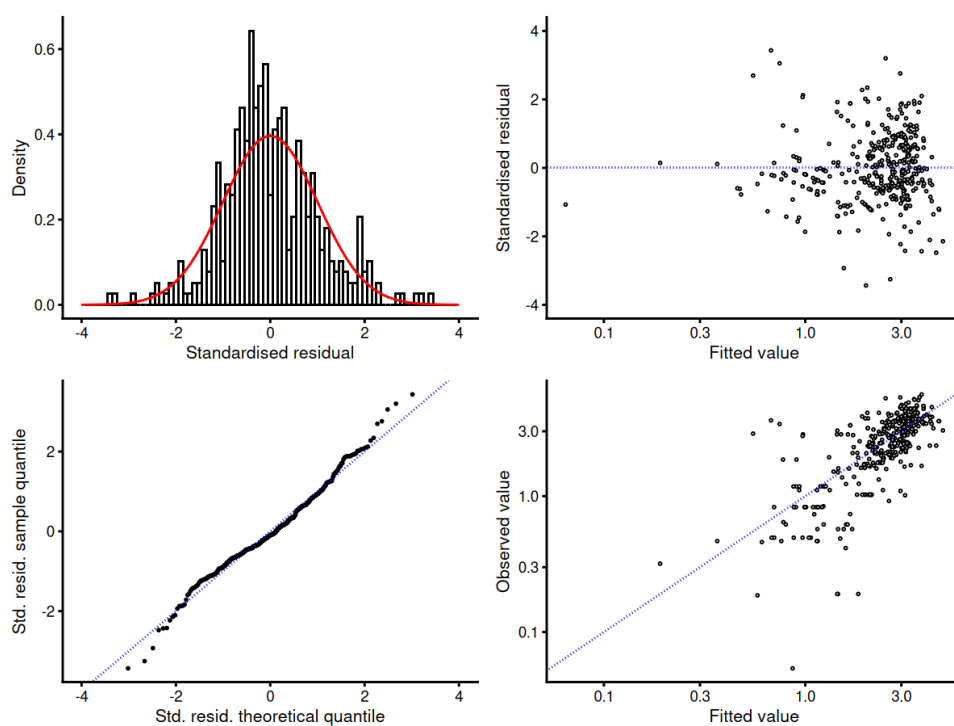 0.6
0.4
0.2
0.0
Density
-4 -2 0 2 4
Standardised residual
4
2
0
-2
-4
Standardised residual
0.1 0.3 1.0 3.0
Fitted value
2
0
-2
Std. resid. sample quantile
-4 -2 0 2 4
Std. resid. theoretical quantile
3.0
1.0
0.3
0.1
Observed value
0.1 0.3 1.0 3.0
Fitted value